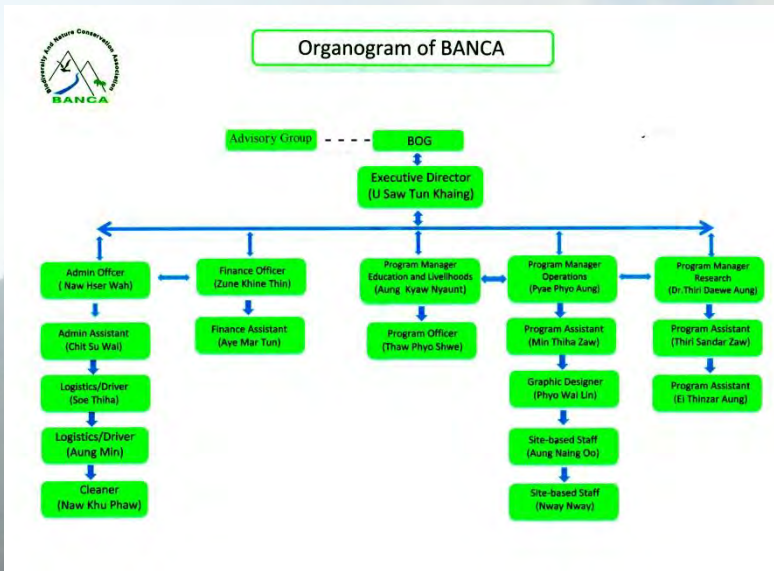 Organogram of BANCA
Biodiversity And Nature Conservation Association
BANCA
Advisory Group
BOG
Executive Director
(U Saw Tun Khaing)
Admin Offcer
( Naw Hser Wah)
Finance Officer
(Zune Khine Thin)
Program Manager
Education and Livelihoods
(Aung Kyaw Nyaunt)
Program Manager
Operations
(Pyae Phyo Aung)
Program Manager
Research
(Dr.Thiri Daewe Aung)
Admin Assistant
(Chit Su Wai)
Finance Assistant
(Aye Mar Tun)
Program Officer
(Thaw Phyo Shwe)
Program Assistant
(Min Thiha Zaw)
Program Assistant
(Thiri Sandar Zaw)
Logistics/Driver
(Soe Thiha)
Graphic Designer
(Phyo Wai Lin)
Program Assistant
(Ei Thinzar Aung)
Logistics/Driver
(Aung Min)
Site-based Staff
(Aung Naing Oo)
Cleaner
(Naw Khu Phaw)
Site-based Staff
(Nway Nway)